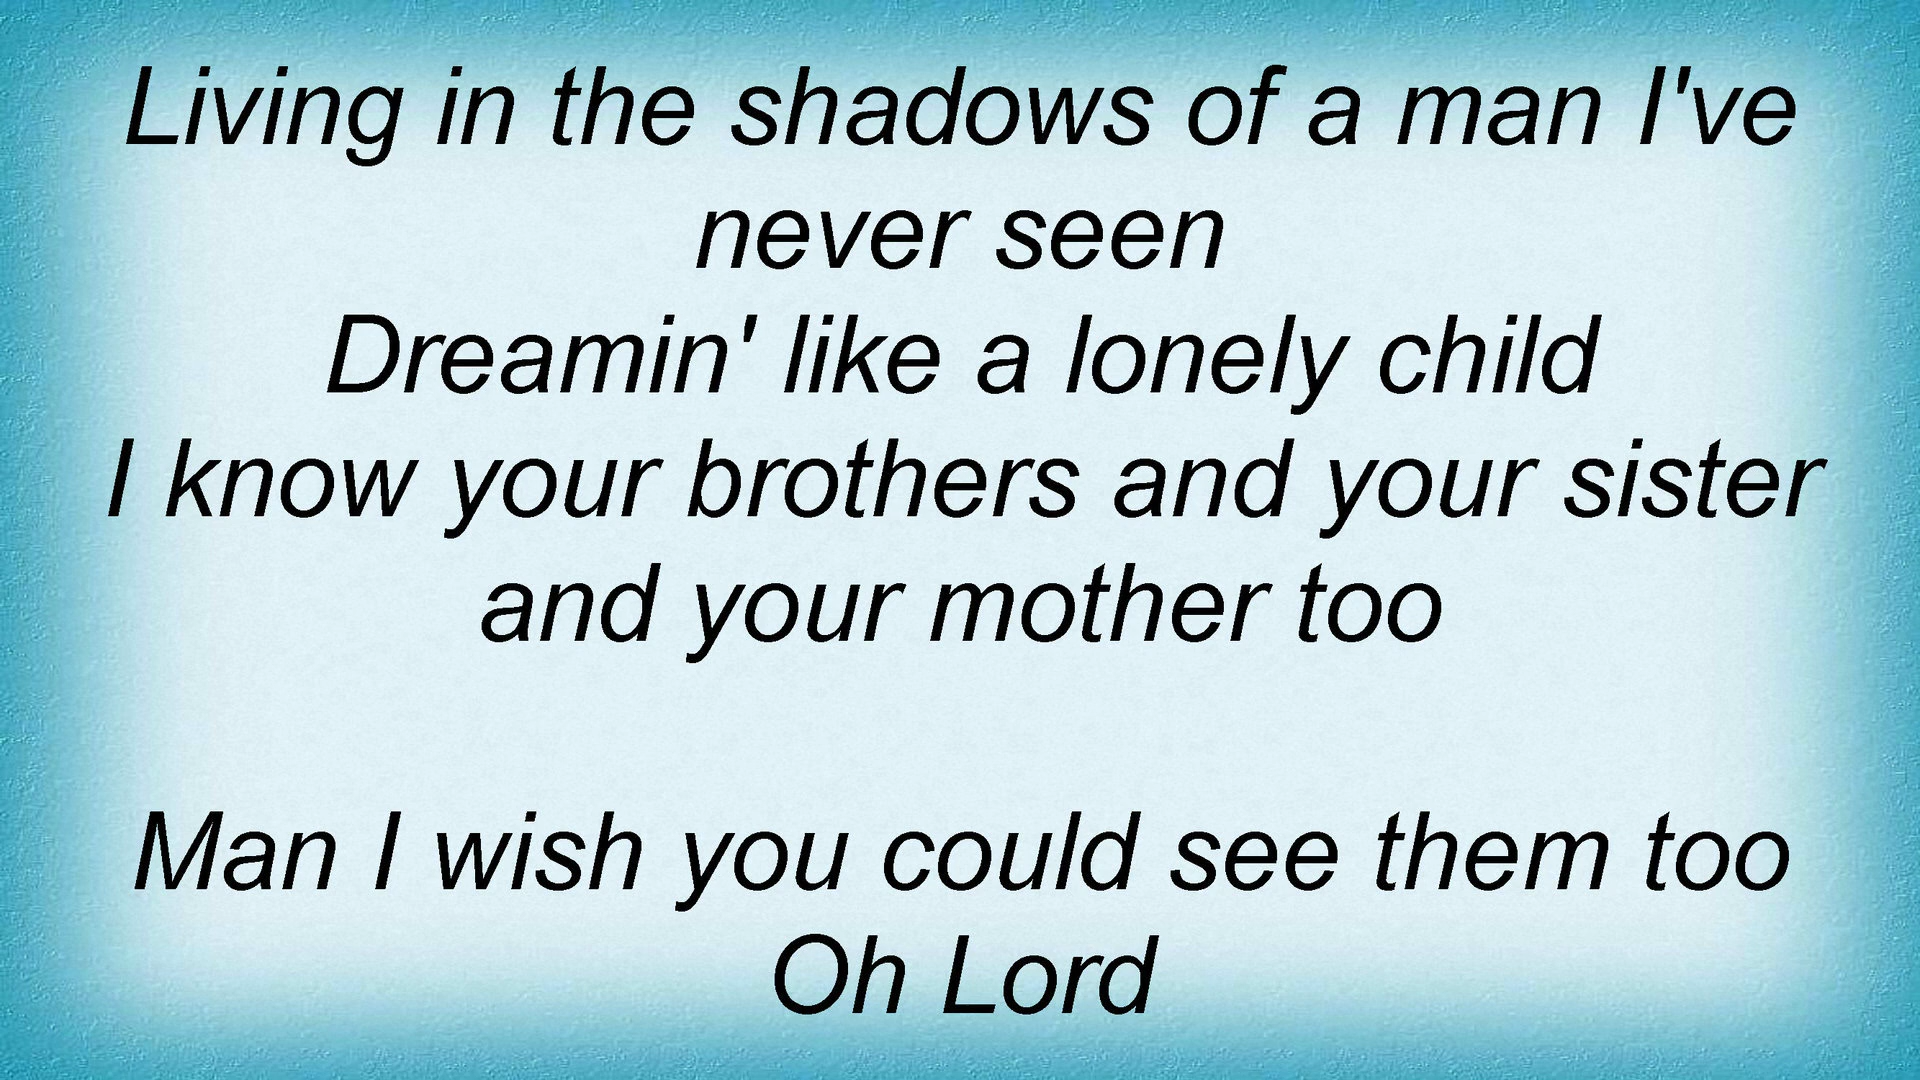 Living in the shadows of a man I've
never seen
Dreamin' like a lonely child
I know your brothers and your sister
and your mother too
Man I wish you could see them too
Oh Lord